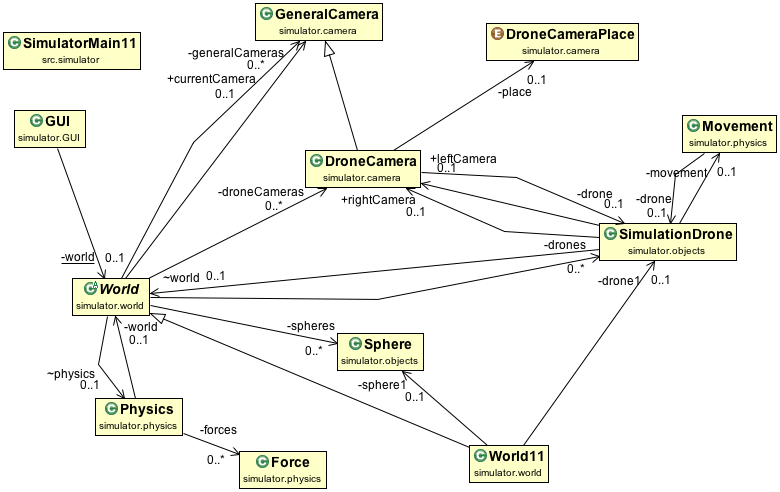 C GeneralCamera
simulator.camera
C SimulatorMain11
src.simulator
E DroneCameraPlace
simulator.camera
-generalCameras
0..*
+currentCamera
0..1
0..1
-place
C GUI
simulator.GUI
C Movement
simulator.physics
C DroneCamera
simulator.camera
+leftCamera
0..1
-movement
0..1
-droneCameras
0..*
+rightCamera
0..1
-drone
0..1
-drone
0..1
C SimulationDrone
simulator.objects
-world
0..1
-drones
0..*
~world
0..1
-drone1
0..1
C A World
simulator.world
-world
0..1
-spheres
0..*
C Sphere
simulator.objects
~physics
0..1
-sphere1
0..1
C Physics
simulator.physics
-forces
0..*
C Force
simulator.physics
C World11
simulator.world